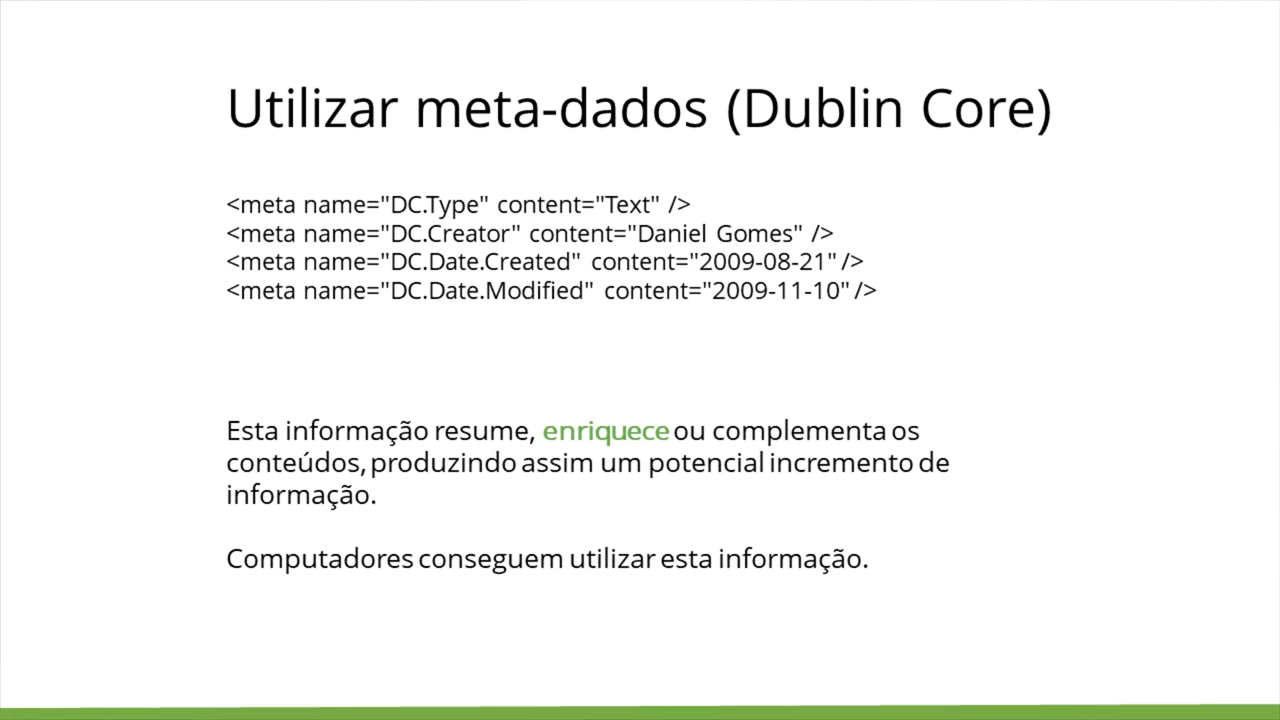 Utilizar meta-dados (Dublin Core)
<meta name="DC.Type" content="Text" />
<meta name="DC.Creator" content="Daniel Gomes" />
<meta name="DC.Date.Created" content="2009-08-21" />
<meta name="DC.Date.Modified" content="2009-11-10" />
Esta informação resume, enriquece ou complementa os
conteúdos, produzindo assim um potencial incremento de
informação.
Computadores conseguem utilizar esta informação.